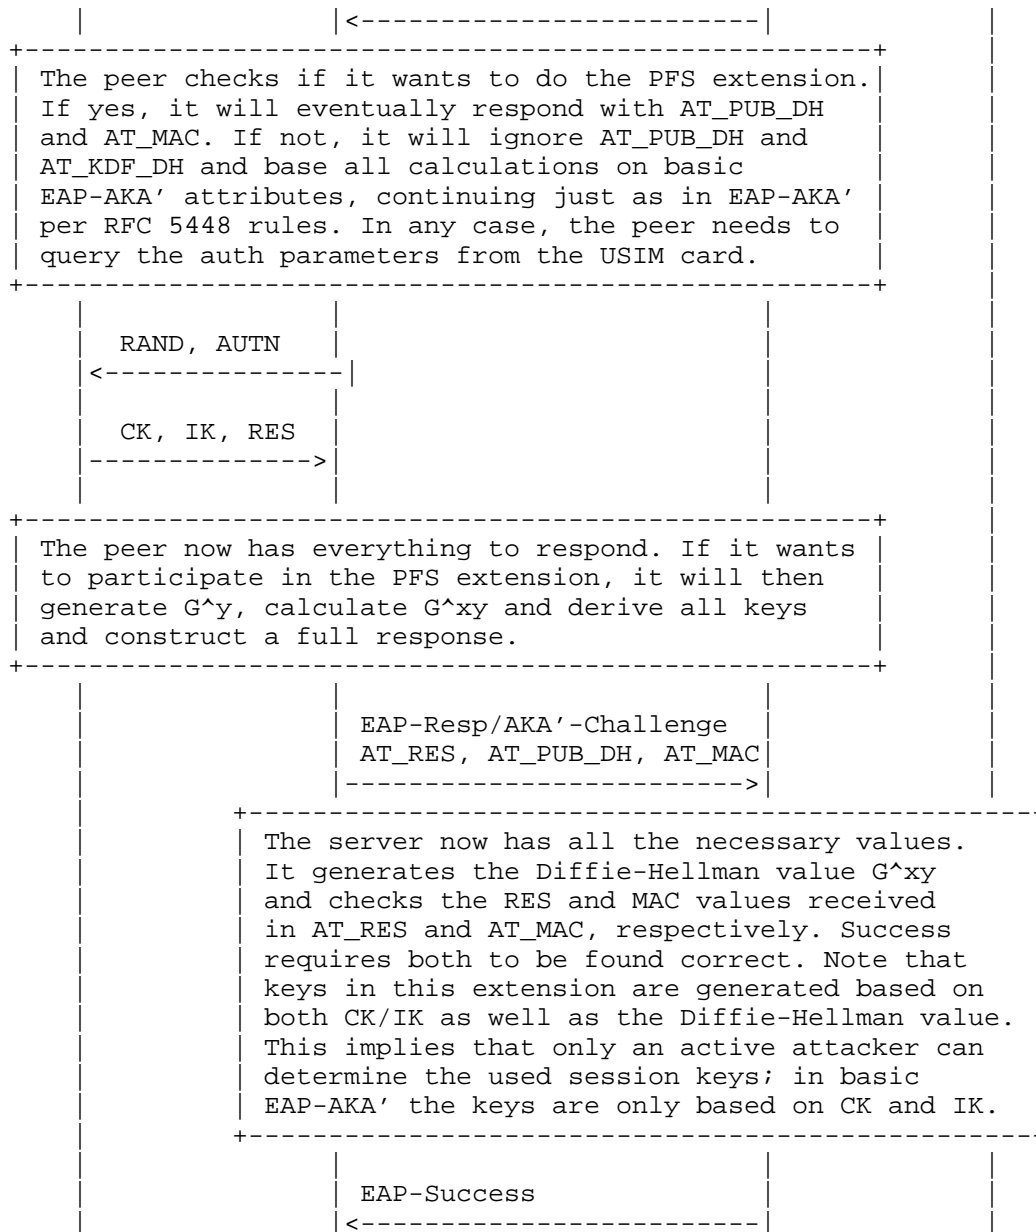 The peer checks if it wants to do the PFS extension.
If yes, it will eventually respond with AT_PUB_DH
and AT_MAC. If not, it will ignore AT_PUB_DH and
AT_KDF_DH and base all calculations on basic
EAP-AKA’ attributes, continuing just as in EAP-AKA’
per RFC 5448 rules. In any case, the peer needs to
query the auth parameters from the USIM card.
RAND, AUTN
CK, IK, RES
The peer now has everything to respond. If it wants
to participate in the PFS extension, it will then
generate G^y, calculate G^xy and derive all keys
and construct a full response.
EAP-Resp/AKA’-Challenge
AT_RES, AT_PUB_DH, AT_MAC
The server now has all the necessary values.
It generates the Diffie-Hellman value G^xy
and checks the RES and MAC values received
in AT_RES and AT_MAC, respectively. Success
requires both to be found correct. Note that
keys in this extension are generated based on
both CK/IK as well as the Diffie-Hellman value.
This implies that only an active attacker can
determine the used session keys; in basic
EAP-AKA’ the keys are only based on CK and IK.
EAP-Success